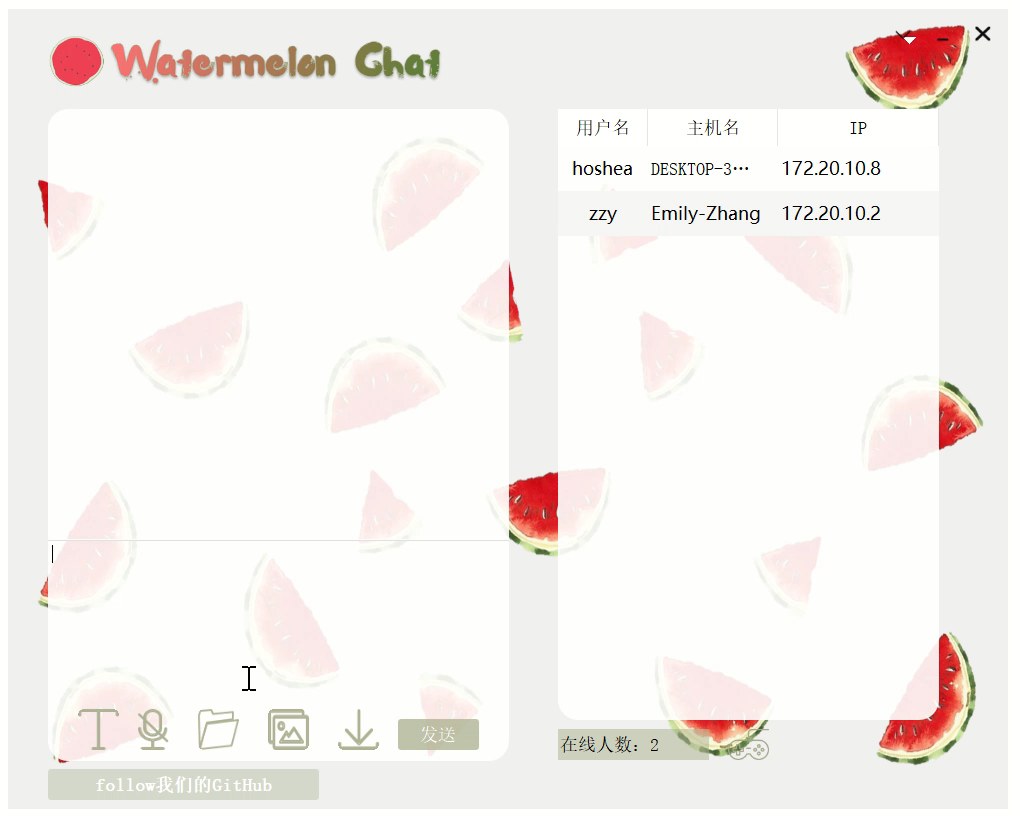 Watermelon Chat
用户名 主机名 IP
hoshea DESKTOP-3… 172.20.10.8
zzy Emily-Zhang 172.20.10.2
发送
在线人数: 2
follow我们的GitHub